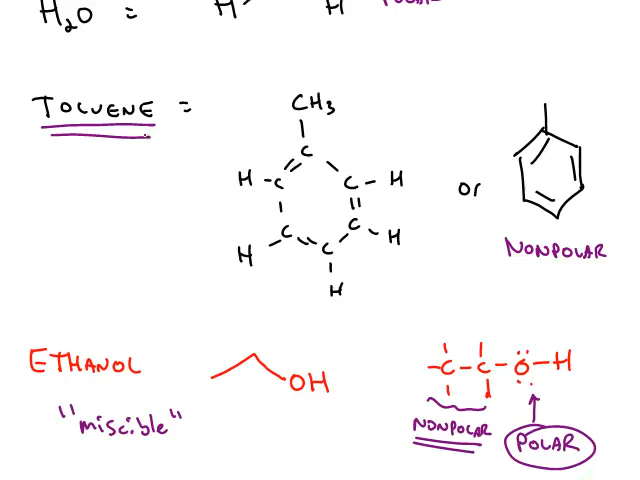 H₂O =
H H
TOLUENE =
CH₃
C
H - C
C - H
or
C
C
H
H
C
H
NONPOLAR
ETHANOL
OH
- C - C - O - H
"miscible"
NONPOLAR
POLAR